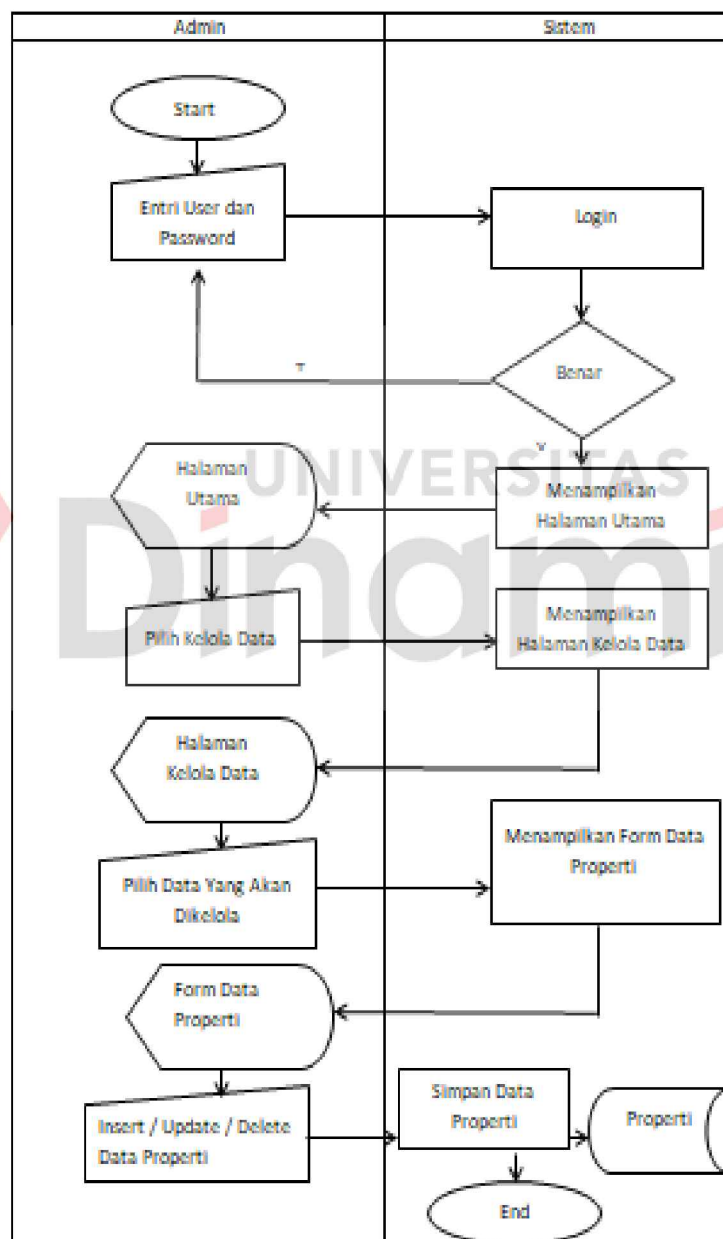 Admin
Sistem
Start
Entri User dan
Password
Login
Benar
T
Y
Halaman
Utama
UNIVERSITAS
Menampilkan
Halaman Utama
Dinami
Pilih Kelola Data
Menampilkan
Halaman Kelola Data
Halaman
Kelola Data
Menampilkan Form Data
Properti
Pilih Data Yang Akan
Dikelola
Form Data
Properti
Insert / Update / Delete
Data Properti
Simpan Data
Properti
Properti
End